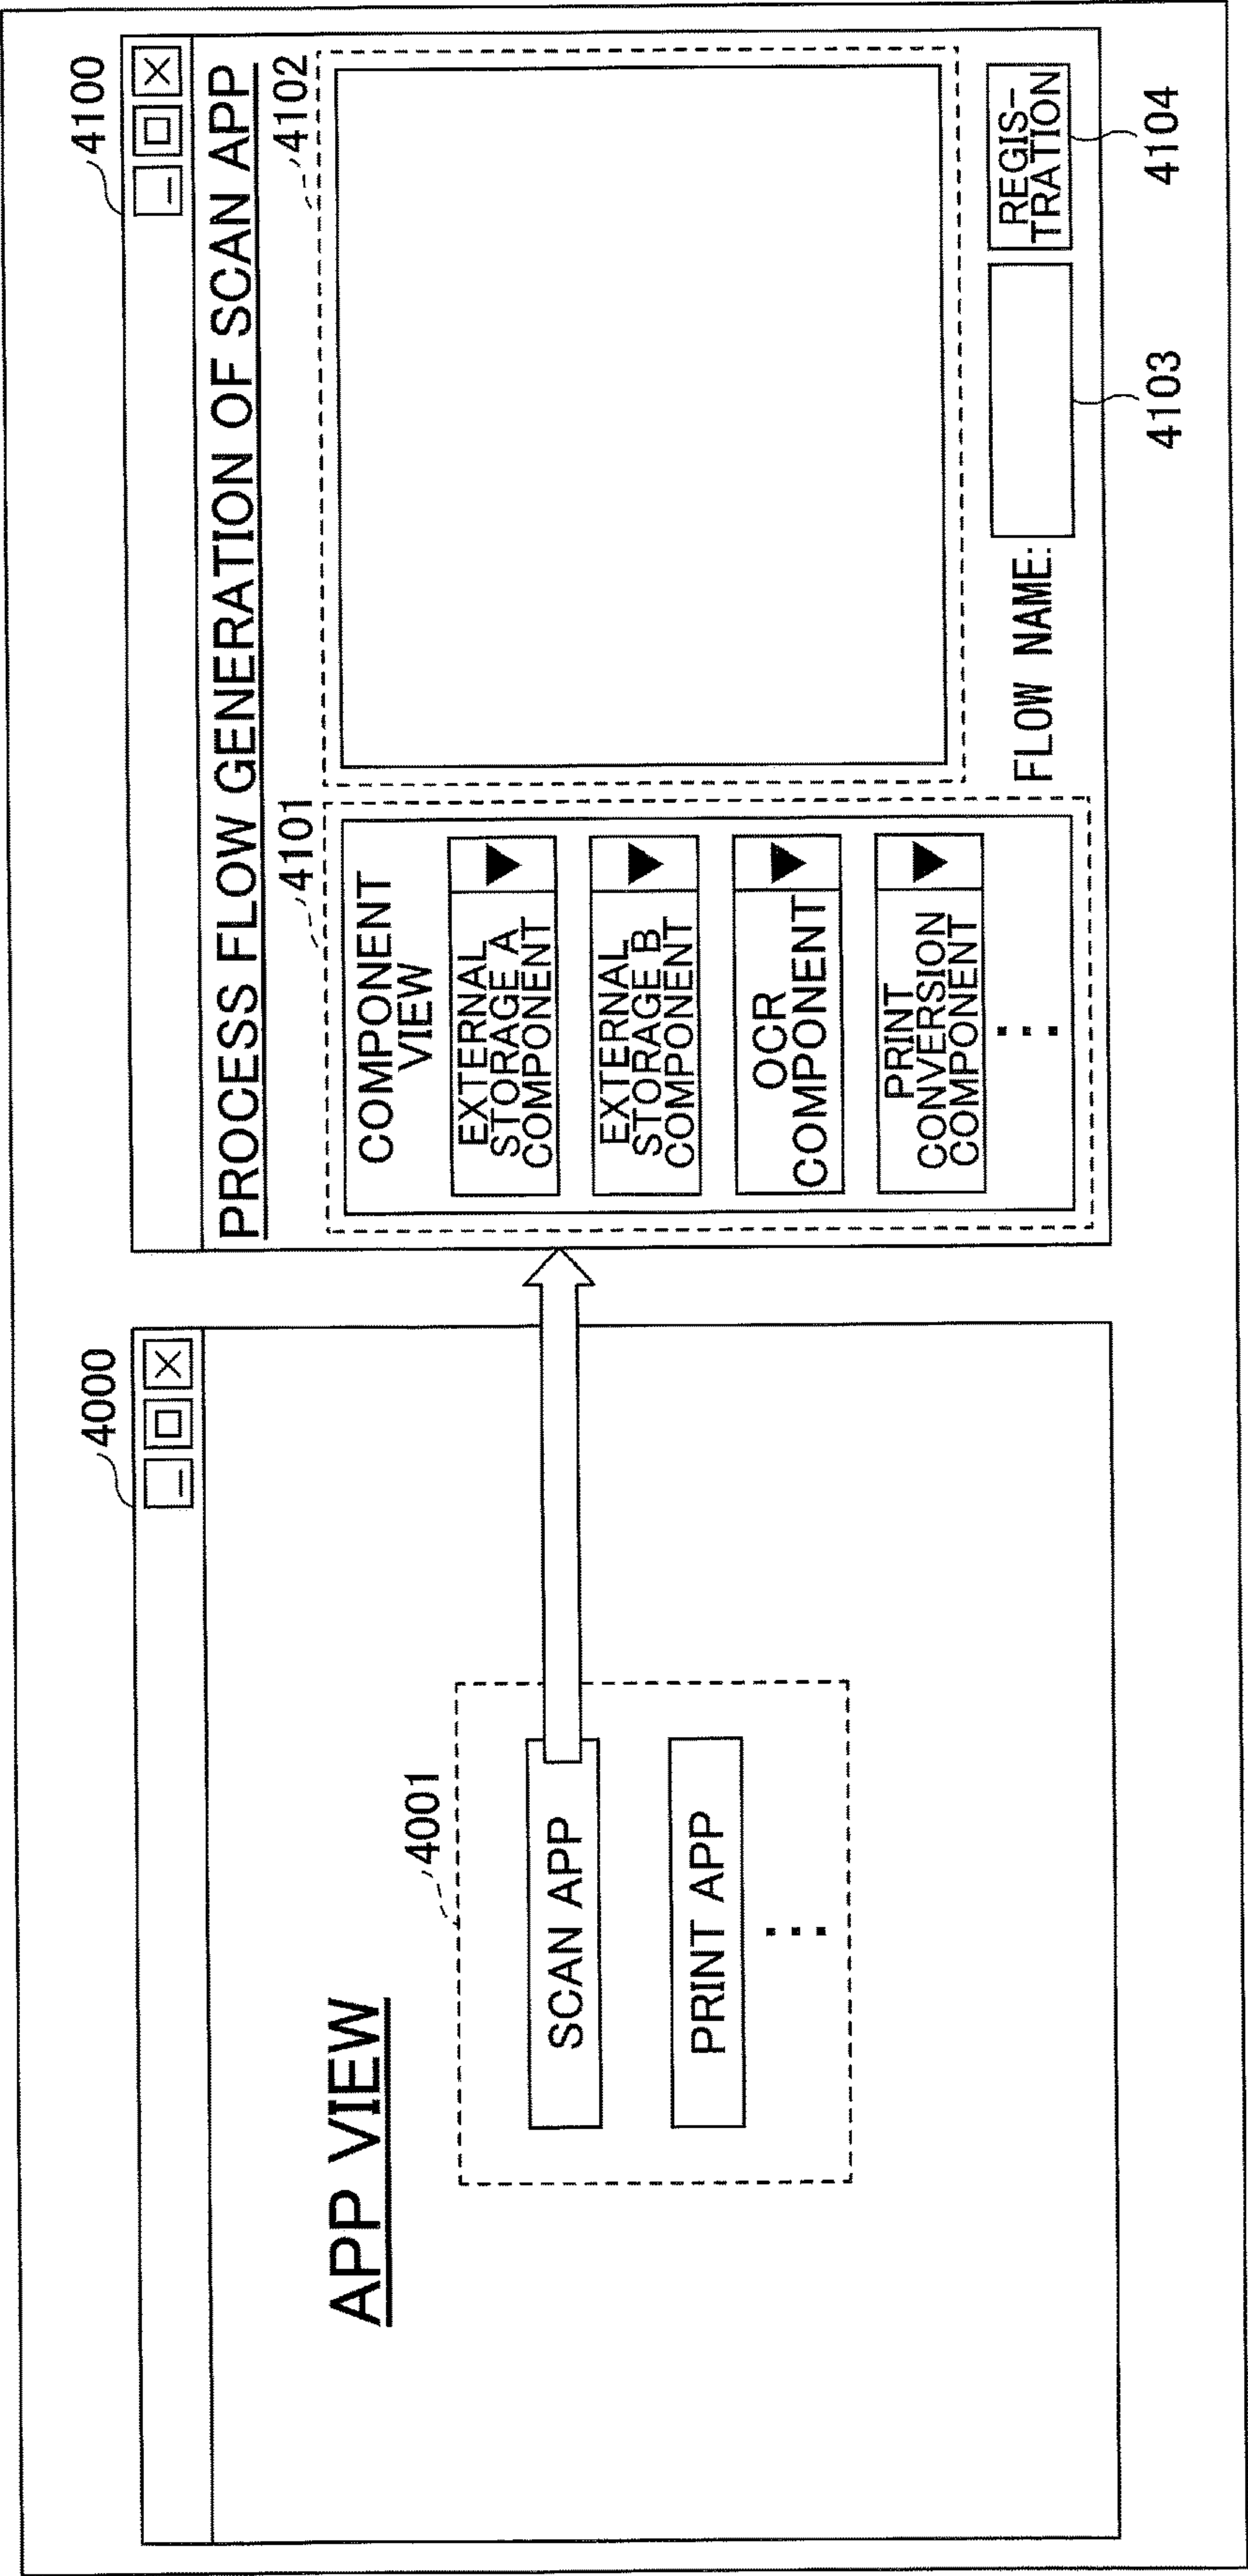 4000
APP VIEW
4001
SCAN APP
PRINT APP
4100
PROCESS FLOW GENERATION OF SCAN APP
4101
4102
COMPONENT
VIEW
EXTERNAL
STORAGE A
COMPONENT
EXTERNAL
STORAGE B
COMPONENT
OCR
COMPONENT
PRINT
CONVERSION
COMPONENT
FLOW NAME:
REGIS-
TRATION
4103
4104